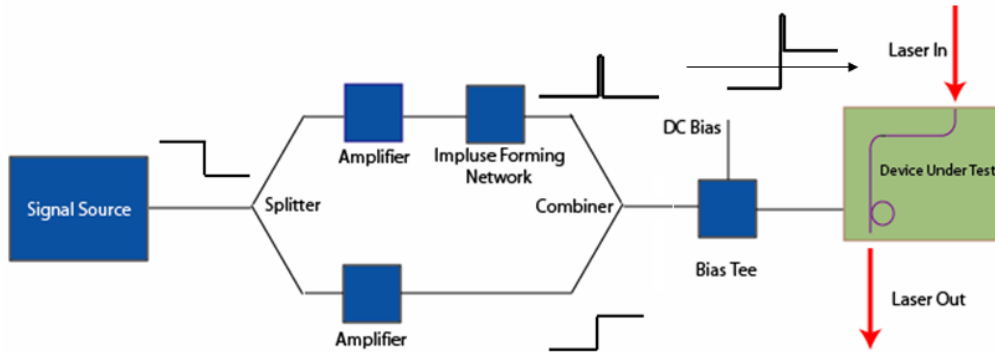 Laser In
DC Bias
Amplifier
Impluse Forming
Network
Device Under Test
Signal Source
Splitter
Combiner
Bias Tee
Amplifier
Laser Out